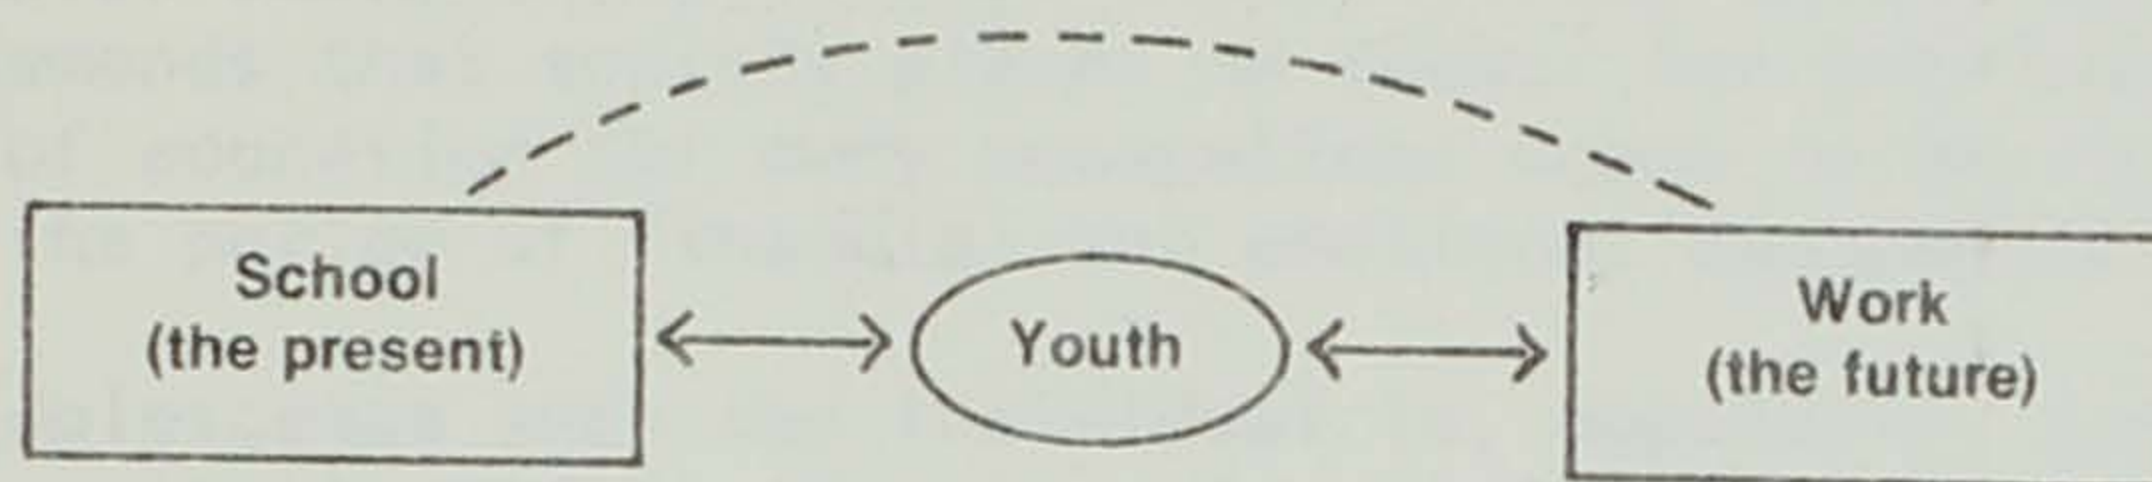 School
(the present)
Youth
Work
(the future)